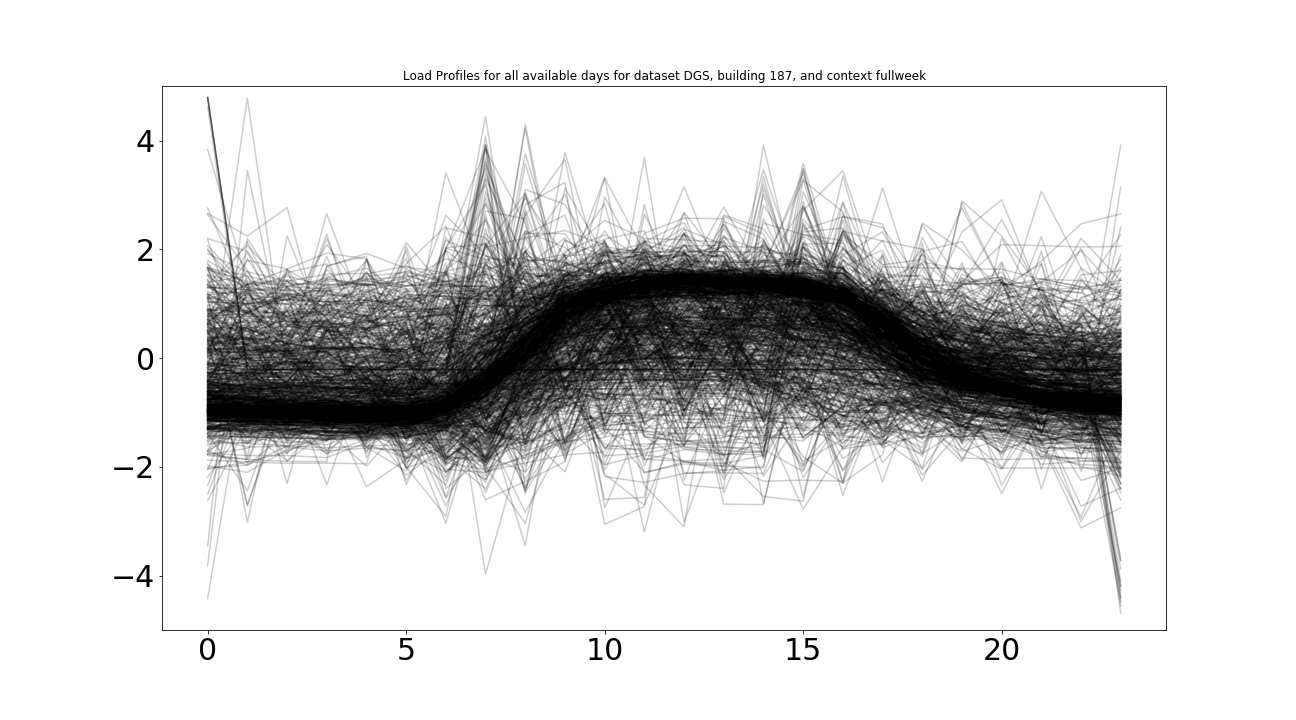 Load Profiles for all available days for dataset DGS, building 187, and context fullweek
4
2
0
−2
−4
0 5 10 15 20